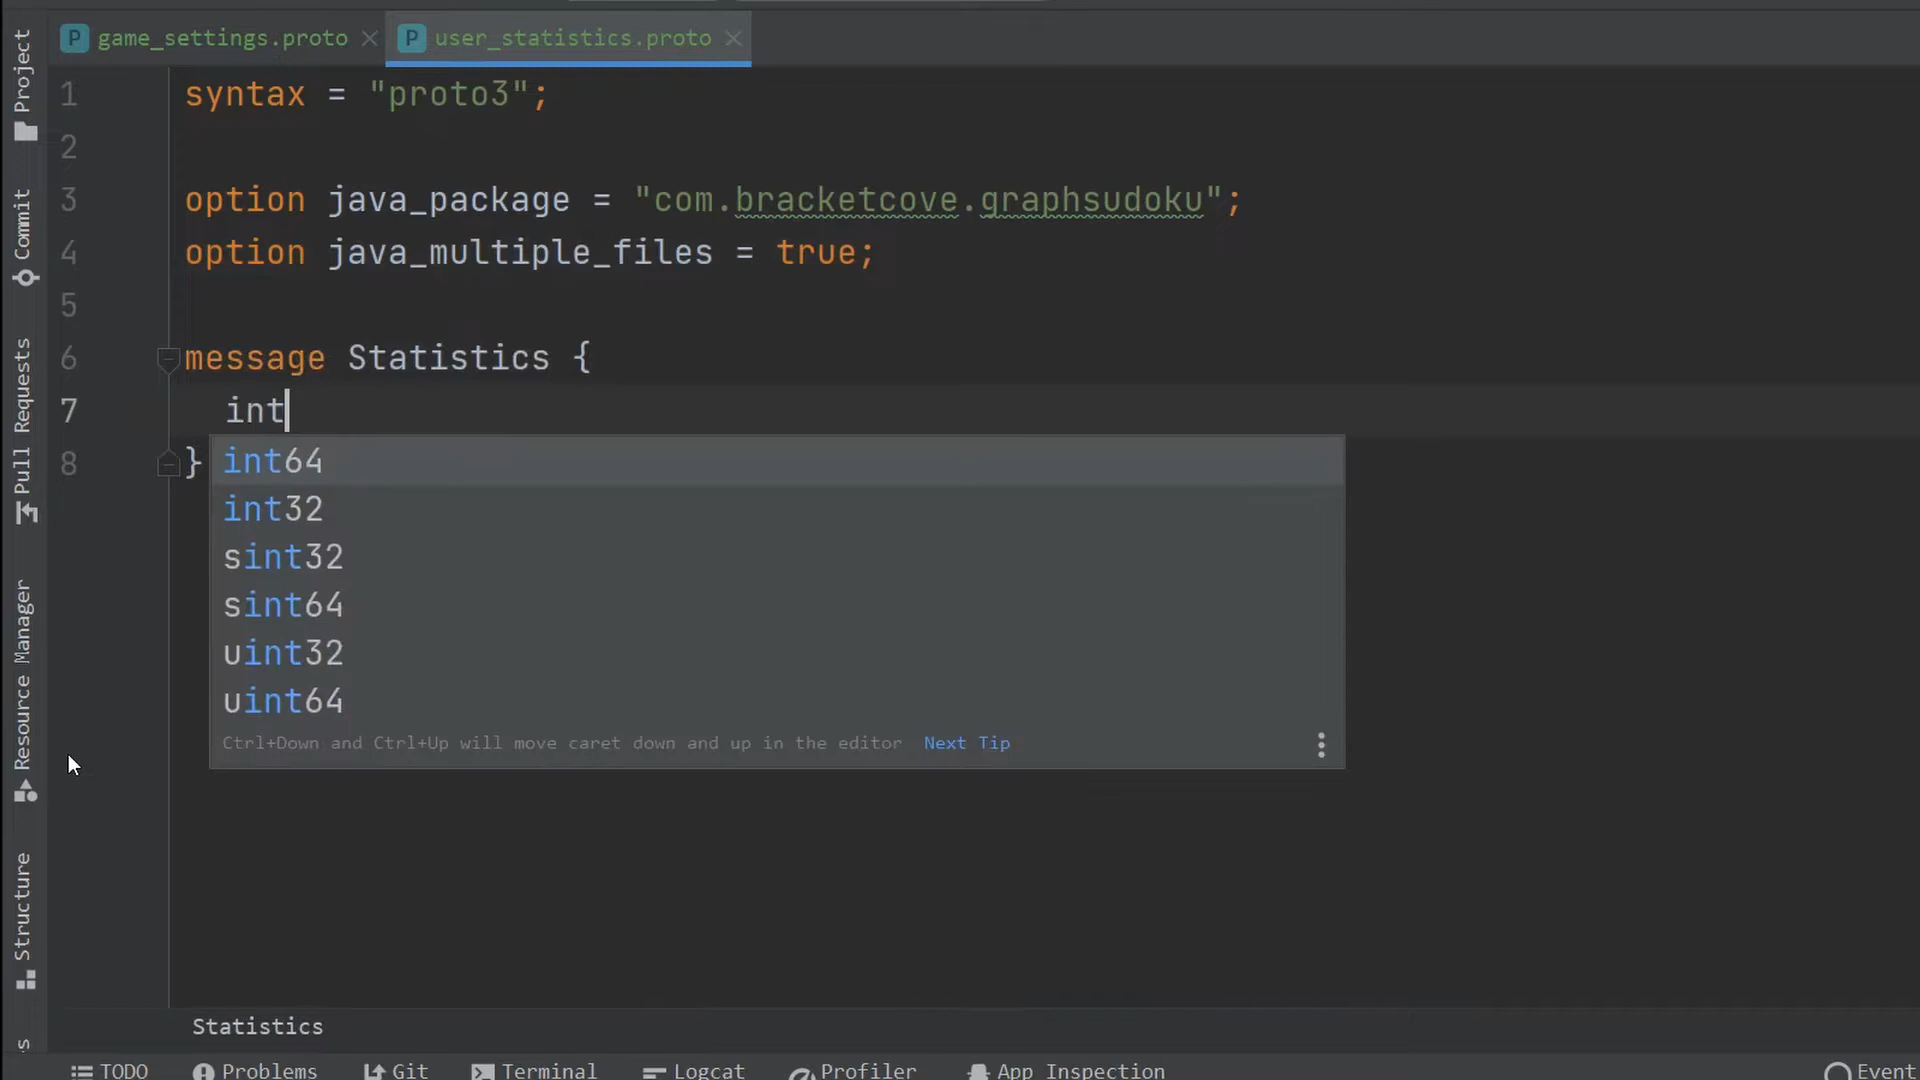 game_settings.proto
user_statistics.proto
Project
Commit
Pull Requests
Resource Manager
Structure
1 syntax = "proto3";
2
3 option java_package = "com.bracketcove.graphsudoku";
4 option java_multiple_files = true;
5
6 message Statistics {
7 int
8 }
int64
int32
sint32
sint64
uint32
uint64
Ctrl+Down and Ctrl+Up will move caret down and up in the editor Next Tip
Statistics
TODO Problems Git Terminal Logcat Profiler App Inspection Event